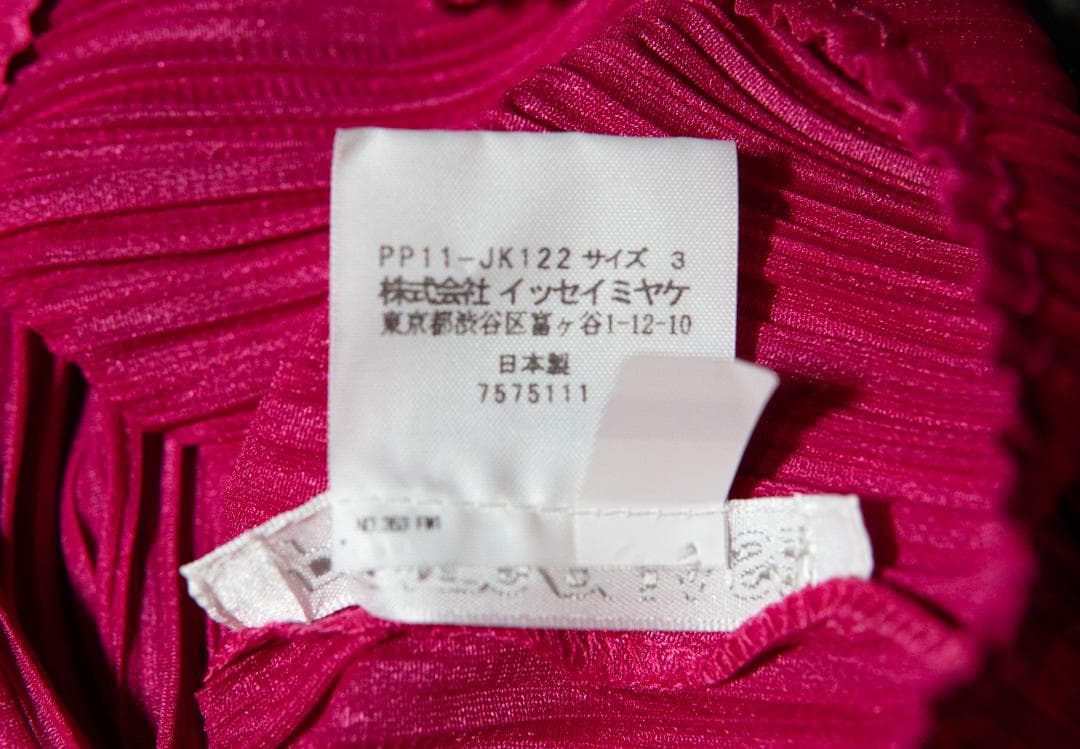 PP11-JK122 サイズ 3
株式会社 イッセイミヤケ
東京都渋谷区富ヶ谷1-12-10
日本製
7575111